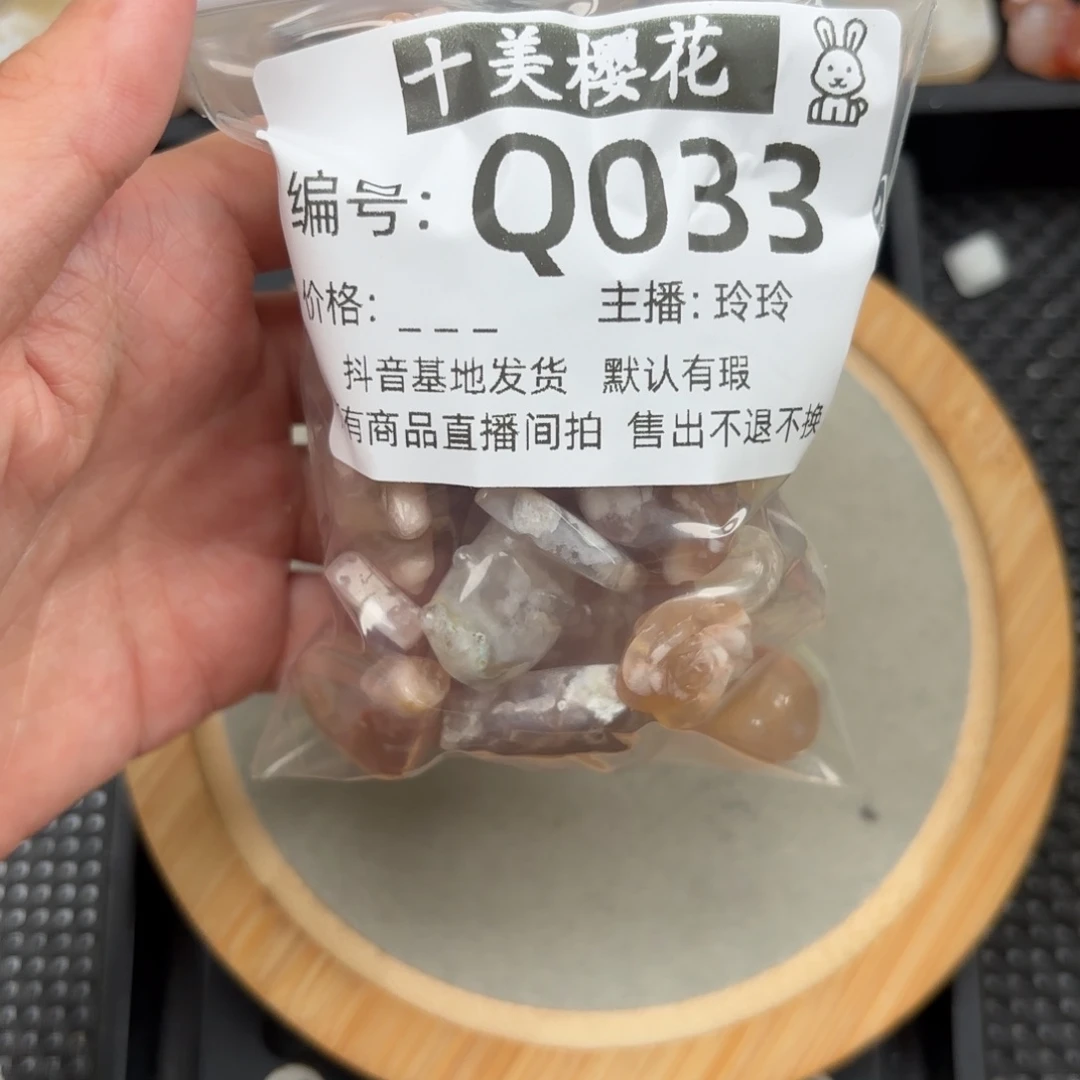 十美樱花
编号：Q033
价格：_ _ _ 主播：玲玲
抖音基地发货 默认有瑕
有商品直播间拍 售出不退不换